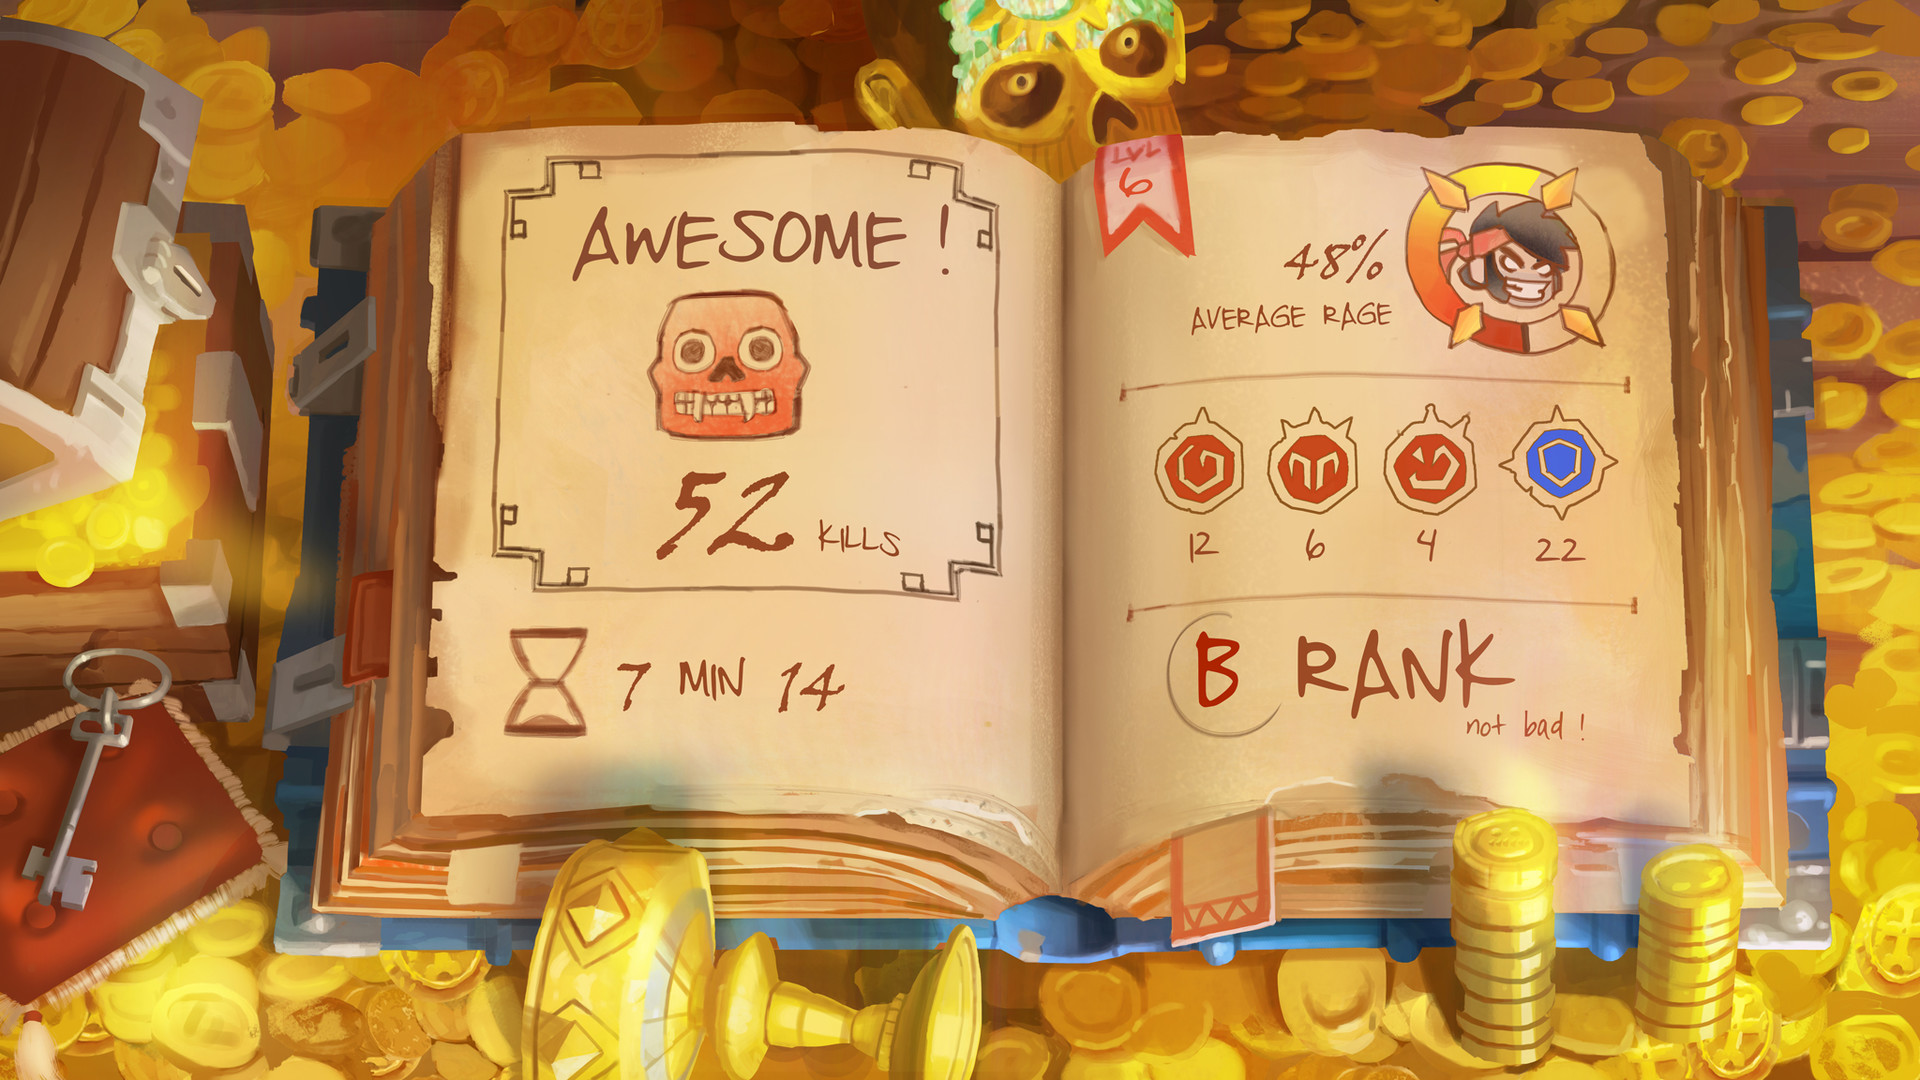 AWESOME !
52 KILLS
7 MIN 14
LVL
6
48%
AVERAGE RAGE
12 6 4 22
B RANK
not bad !